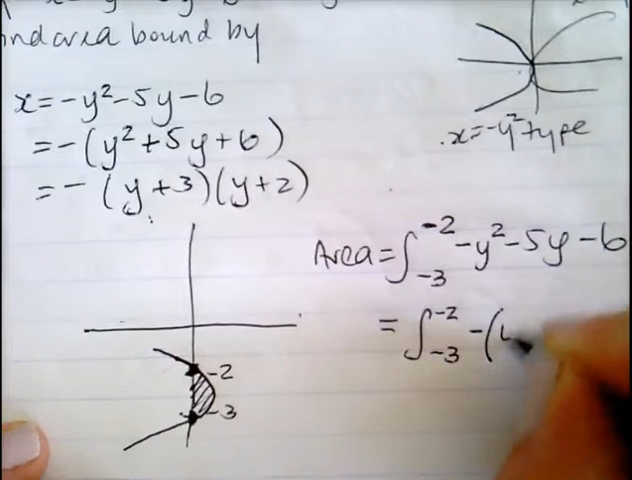 find area bound by
x=-y²-5y-6
=-(y²+5y+6)
=-(y+3)(y+2)
x=-y² type
Area=∫₋₃⁻² -y²-5y-6
=∫₋₃⁻² -(
-2
-3